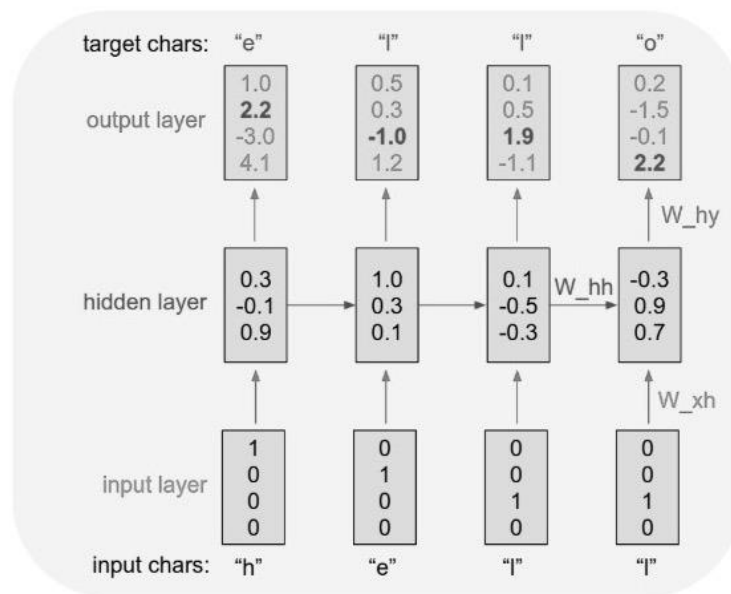 target chars: “e” “l” “l” “o”
1.0 0.5 0.1 0.2
2.2 0.3 0.5 -1.5
output layer
-3.0 -1.0 1.9 -0.1
4.1 1.2 -1.1 2.2
W_hy
0.3 1.0 0.1 -0.3
W_hh
hidden layer -0.1 0.3 -0.5 0.9
0.9 0.1 -0.3 0.7
W_xh
1 0 0 0
0 1 0 0
input layer
0 0 1 1
0 0 0 0
input chars: “h” “e” “l” “l”